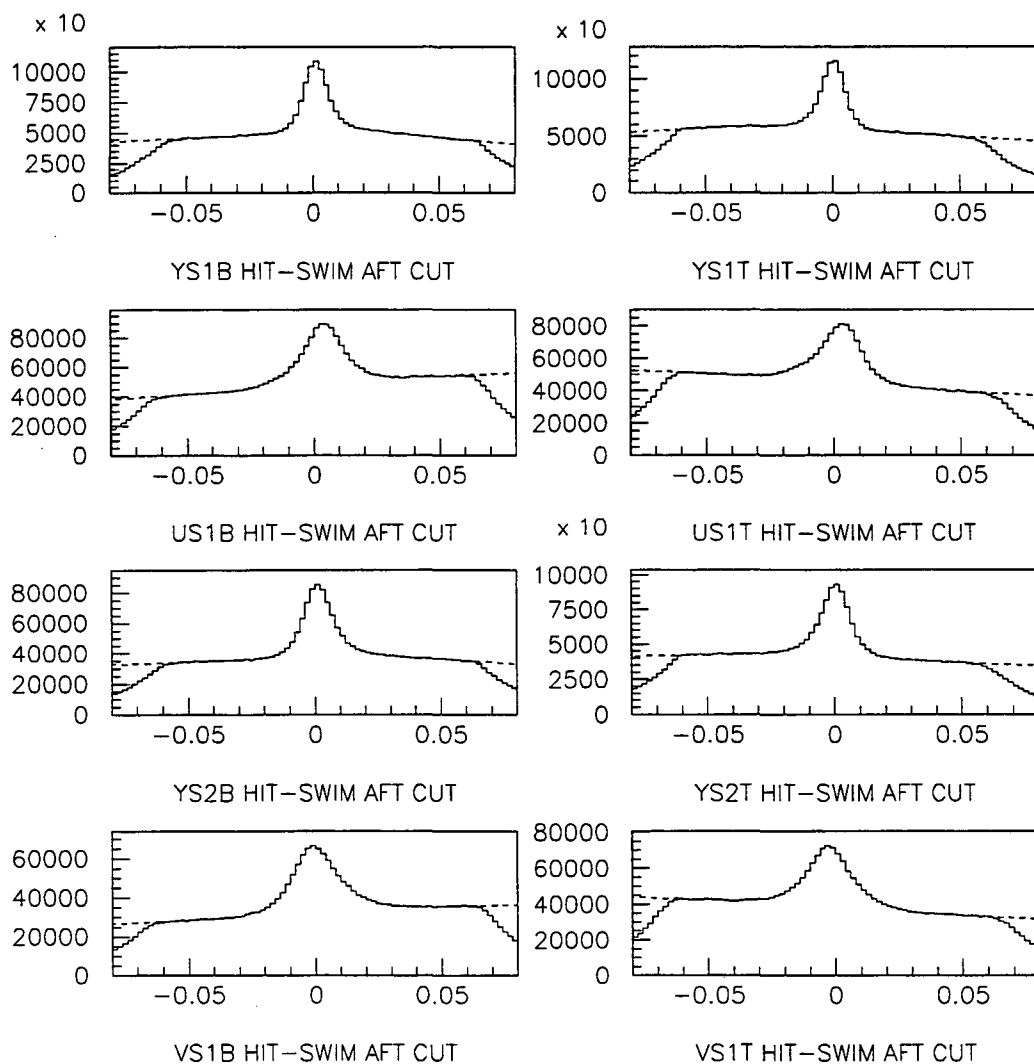 x 10
10000
7500
5000
2500
0
−0.05 0 0.05
YS1B HIT−SWIM AFT CUT
x 10
10000
5000
0
−0.05 0 0.05
YS1T HIT−SWIM AFT CUT
80000
60000
40000
20000
0
−0.05 0 0.05
US1B HIT−SWIM AFT CUT
80000
60000
40000
20000
0
−0.05 0 0.05
US1T HIT−SWIM AFT CUT
80000
60000
40000
20000
0
−0.05 0 0.05
YS2B HIT−SWIM AFT CUT
x 10
10000
7500
5000
2500
0
−0.05 0 0.05
YS2T HIT−SWIM AFT CUT
60000
40000
20000
0
−0.05 0 0.05
VS1B HIT−SWIM AFT CUT
80000
60000
40000
20000
0
−0.05 0 0.05
VS1T HIT−SWIM AFT CUT